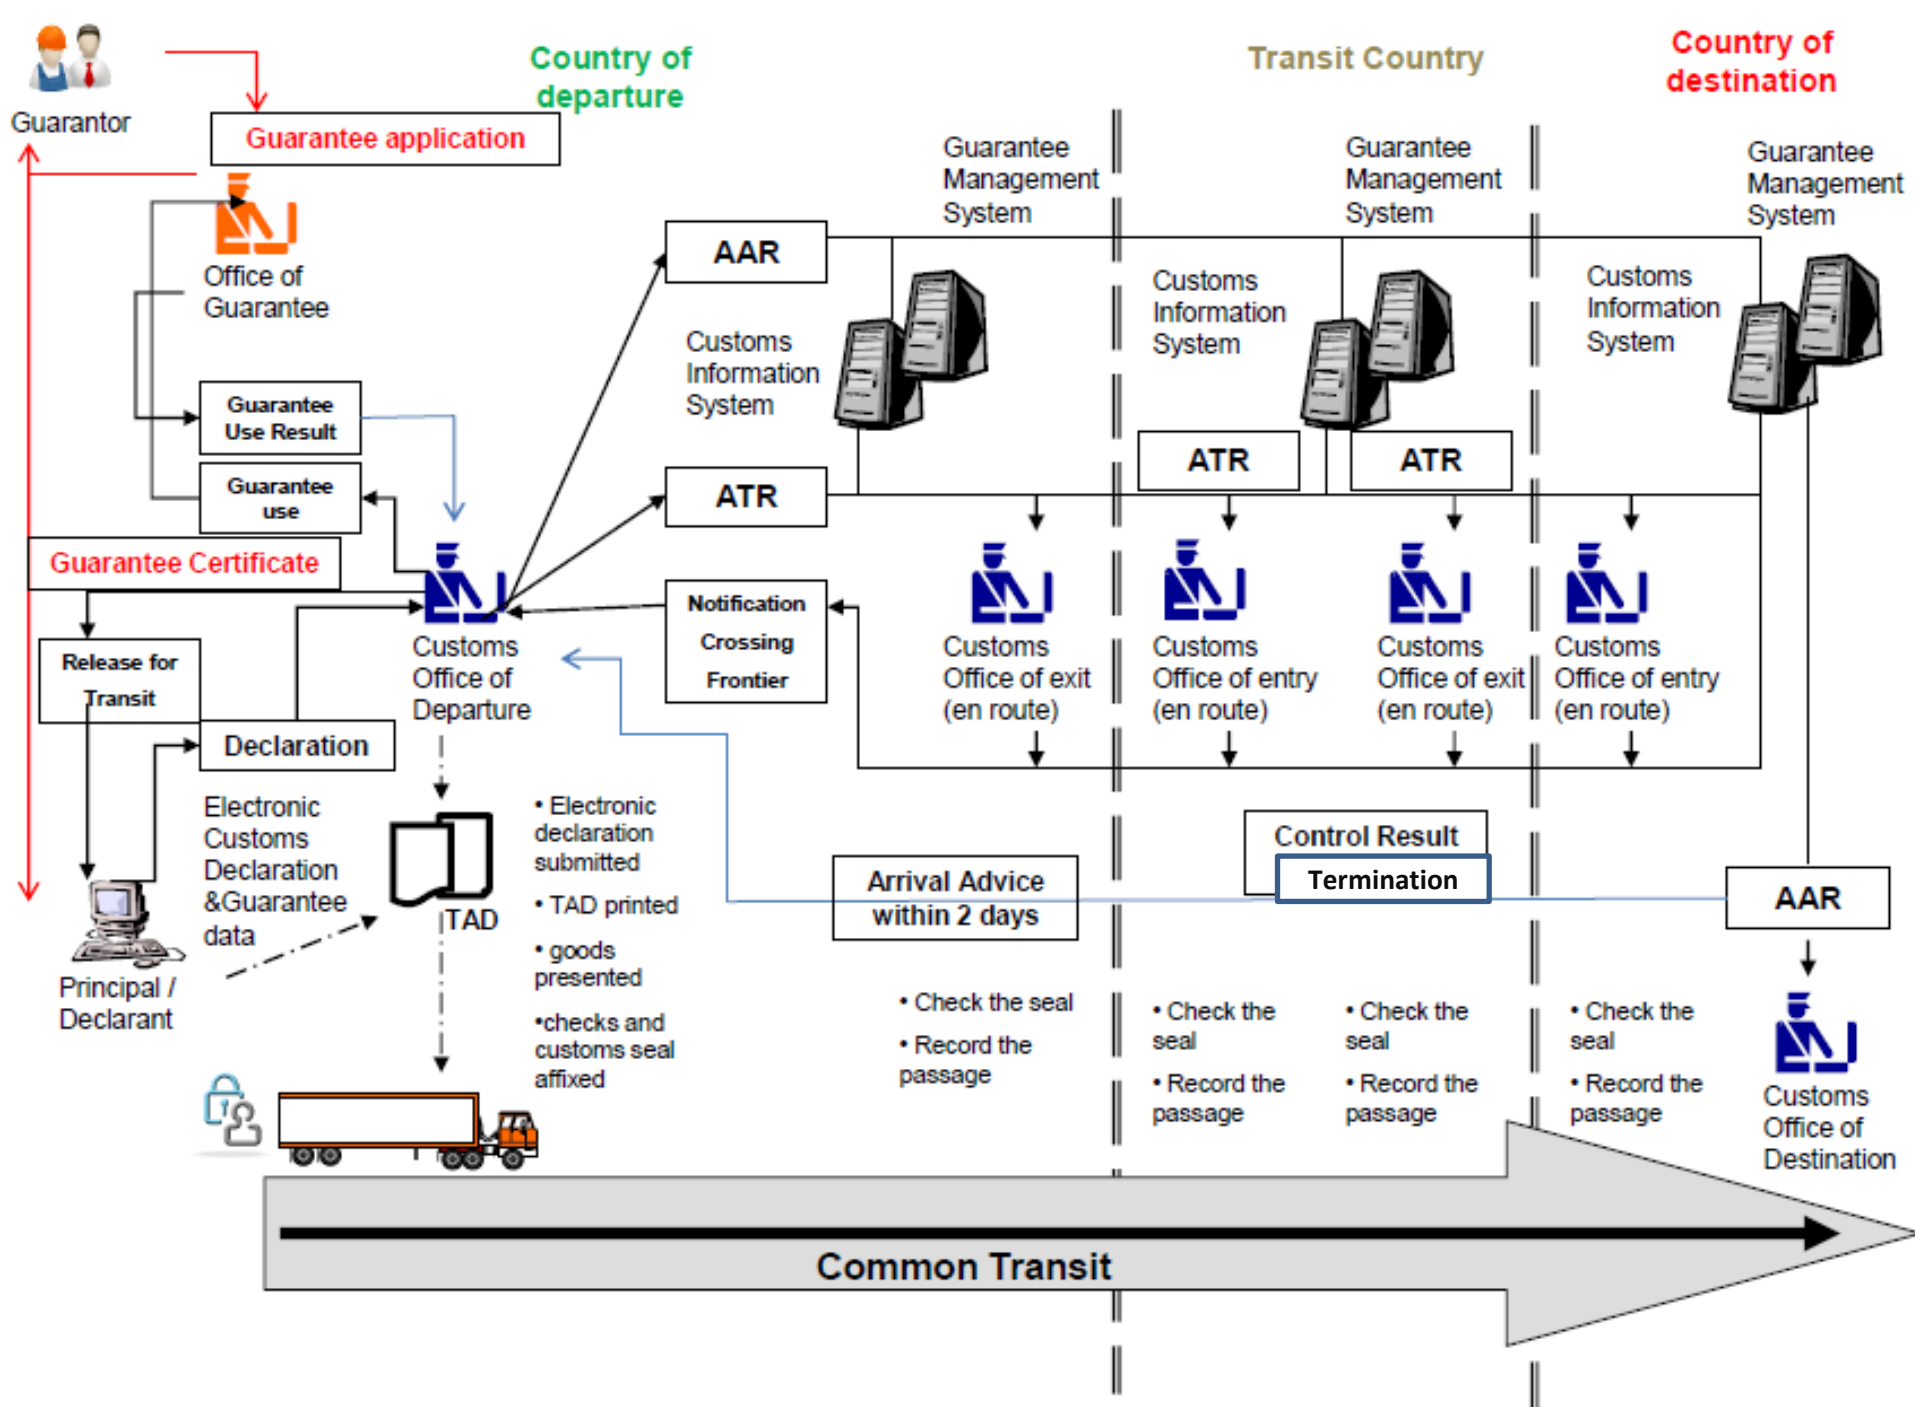 Country of
departure
Transit Country
Country of
destination
Guarantor
Guarantee application
Guarantee
Management
System
Guarantee
Management
System
Guarantee
Management
System
AAR
Office of
Guarantee
Customs
Information
System
Customs
Information
System
Customs
Information
System
Guarantee
Use Result
Guarantee
use
ATR
ATR
ATR
Guarantee Certificate
Release for
Transit
Declaration
Customs
Office of
Departure
Notification
Crossing
Frontier
Customs
Office of exit
(en route)
Customs
Office of entry
(en route)
Customs
Office of exit
(en route)
Customs
Office of entry
(en route)
Electronic
Customs
Declaration
&Guarantee
data
Principal /
Declarant
TAD
• Electronic
declaration
submitted
• TAD printed
• goods
presented
•checks and
customs seal
affixed
Arrival Advice
within 2 days
Control Result
Termination
AAR
• Check the seal
• Record the
passage
• Check the
seal
• Record the
passage
• Check the
seal
• Record the
passage
• Check the
seal
• Record the
passage
Customs
Office of
Destination
Common Transit